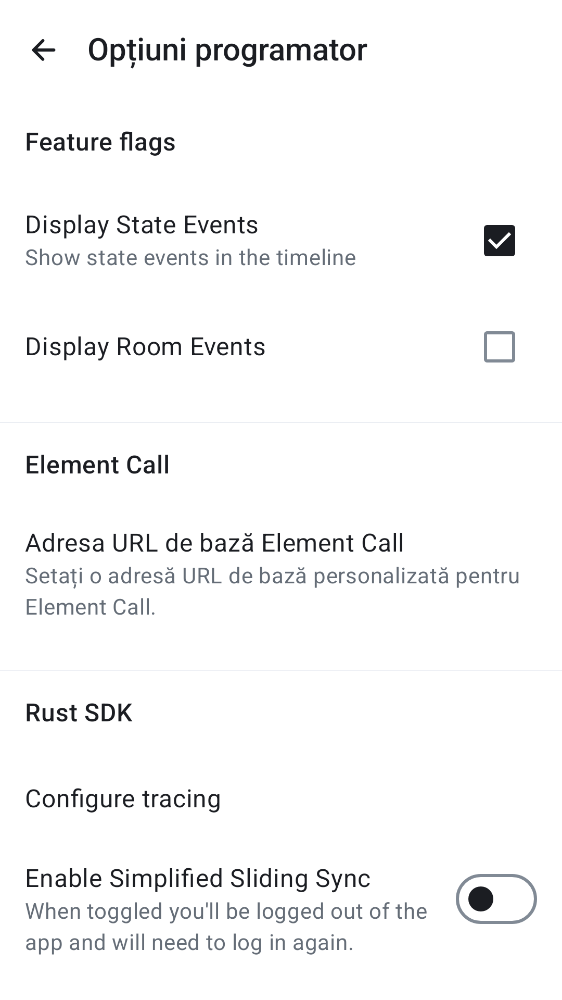 Opțiuni programator
Feature flags
Display State Events
Show state events in the timeline
Display Room Events
Element Call
Adresa URL de bază Element Call
Setați o adresă URL de bază personalizată pentru
Element Call.
Rust SDK
Configure tracing
Enable Simplified Sliding Sync
When toggled you'll be logged out of the
app and will need to log in again.